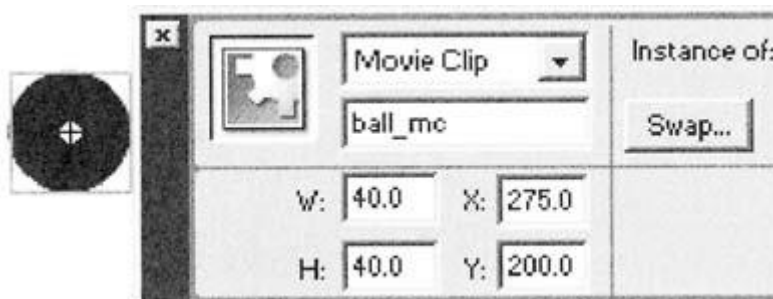 Movie Clip
Instance of:
ball_mc
Swap...
W: 40.0 X: 275.0
H: 40.0 Y: 200.0